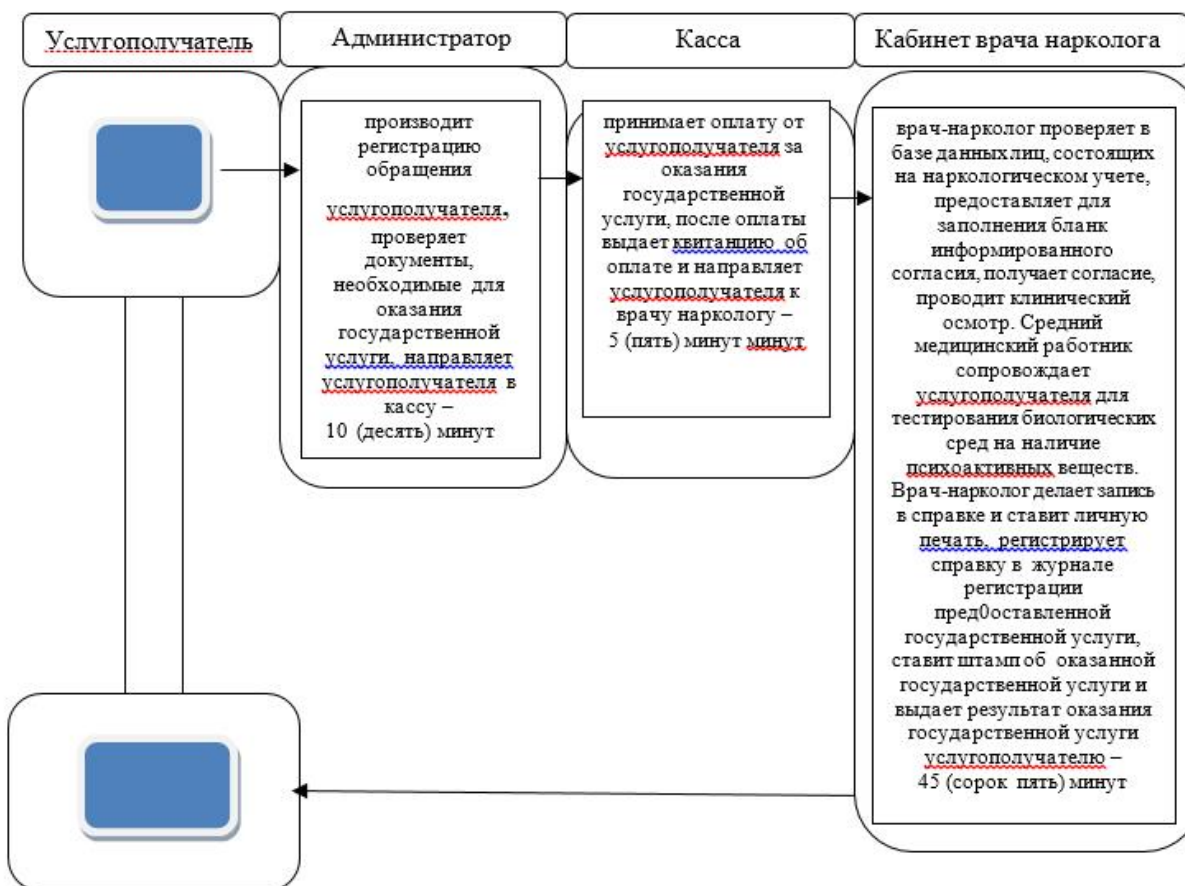 Услугополучатель
Администратор
Касса
Кабинет врача нарколога
производит
регистрацию
обращения
услугополучателя,
проверяет
документы,
необходимые для
оказания
государственной
услуги, направляет
услугополучателя в
кассу –
10 (десять) минут
принимает оплату от
услугополучателя за
оказания
государственной
услуги, после оплаты
выдает квитанцию об
оплате и направляет
услугополучателя к
врачу наркологу –
5 (пять) минут минут
врач-нарколог проверяет в
базе данных лиц, состоящих
на наркологическом учете,
предоставляет для
заполнения бланк
информированного
согласия, получает согласие,
проводит клинический
осмотр. Средний
медицинский работник
сопровождает
услугополучателя для
тестирования биологических
сред на наличие
психоактивных веществ.
Врач-нарколог делает запись
в справке и ставит личную
печать, регистрирует
справку в журнале
регистрации
пред0оставленной
государственной услуги,
ставит штамп об оказанной
государственной услуги и
выдает результат оказания
государственной услуги
услугополучателю –
45 (сорок пять) минут